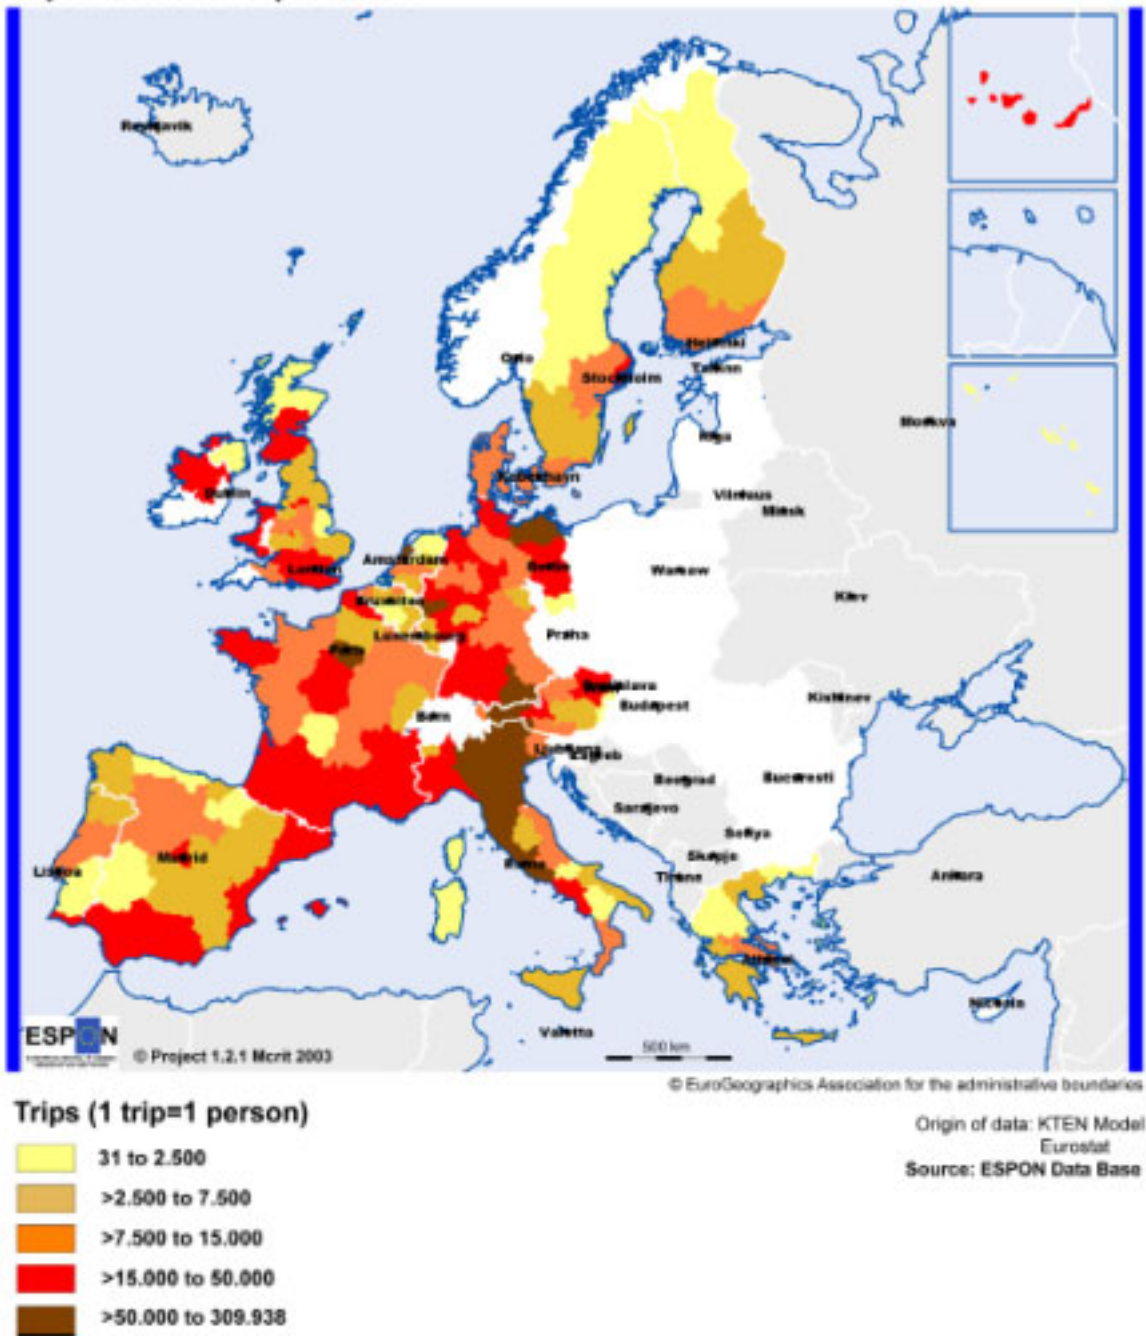 Reykjavik
Oslo
Helsinki
Tallinn
Stockholm
Riga
Moskva
Kobenhavn
Dublin
Vilniaus
Minsk
Amsterdam
London
Berlin
Warsaw
Kiev
Bruxelles
Luxembourg
Praha
Paris
Bratislava
Kishinev
Budapest
Bern
Ljubljana
Zagreb
Beograd
Bucuresti
Sarajevo
Sofiya
Skopje
Madrid
Roma
Lisboa
Tirane
Ankara
Athinai
Nicosia
Valetta
ESPON
© Project 1.2.1 Mcrit 2003
500 km
© EuroGeographics Association for the administrative boundaries
Trips (1 trip=1 person)
Origin of data: KTEN Model
Eurostat
Source: ESPON Data Base
31 to 2.500
>2.500 to 7.500
>7.500 to 15.000
>15.000 to 50.000
>50.000 to 309.938